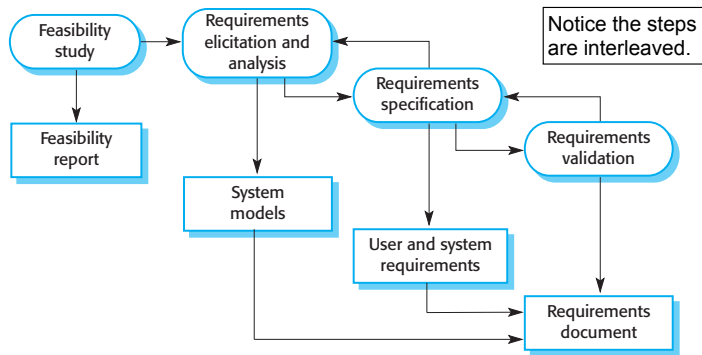 Feasibility
study
Requirements
elicitation and
analysis
Notice the steps
are interleaved.
Requirements
specification
Feasibility
report
Requirements
validation
System
models
User and system
requirements
Requirements
document